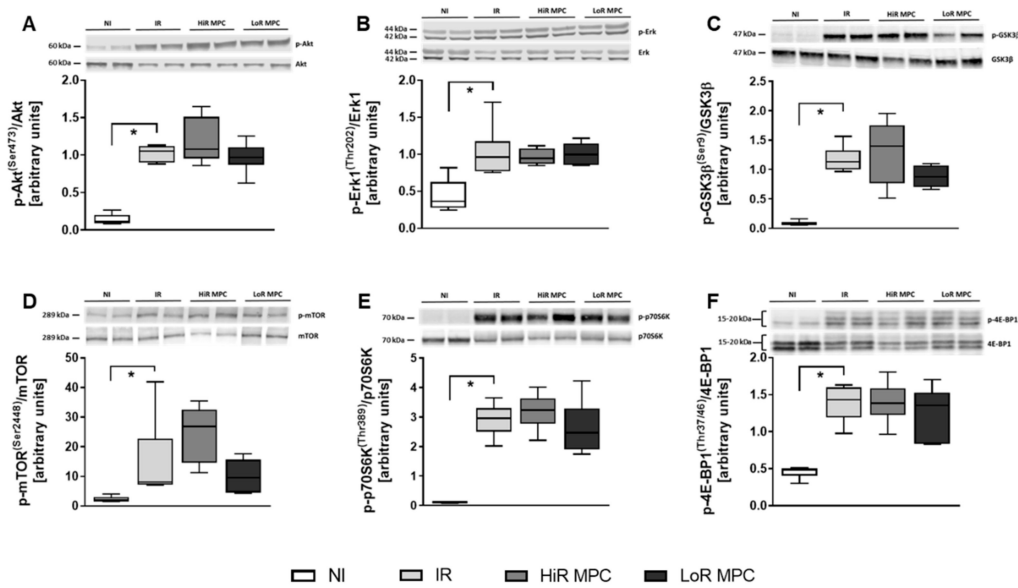 A
NI IR HiR MPC LoR MPC
60 kDa p-Akt
60 kDa Akt
p-Akt(Ser473)/Akt
[arbitrary units]
2.0
1.5
1.0
0.5
0.0
*
B
NI IR HiR MPC LoR MPC
44 kDa
42 kDa p-Erk
44 kDa
42 kDa Erk
p-Erk1(Thr202)/Erk1
[arbitrary units]
2.0
1.5
1.0
0.5
0.0
*
C
NI IR HiR MPC LoR MPC
47 kDa p-GSK3β
47 kDa GSK3β
p-GSK3β(Ser9)/GSK3β
[arbitrary units]
2.5
2.0
1.5
1.0
0.5
0.0
*
D
NI IR HiR MPC LoR MPC
289 kDa p-mTOR
289 kDa mTOR
p-mTOR(Ser2448)/mTOR
[arbitrary units]
50
40
30
20
10
0
*
E
NI IR HiR MPC LoR MPC
70 kDa p-p70S6K
70 kDa p70S6K
p-p70S6K(Thr389)/p70S6K
[arbitrary units]
5
4
3
2
1
0
*
F
NI IR HiR MPC LoR MPC
15-20 kDa p-4E-BP1
15-20 kDa 4E-BP1
p-4E-BP1(Thr37/46)/4E-BP1
[arbitrary units]
2.0
1.5
1.0
0.5
0.0
*
NI IR HiR MPC LoR MPC